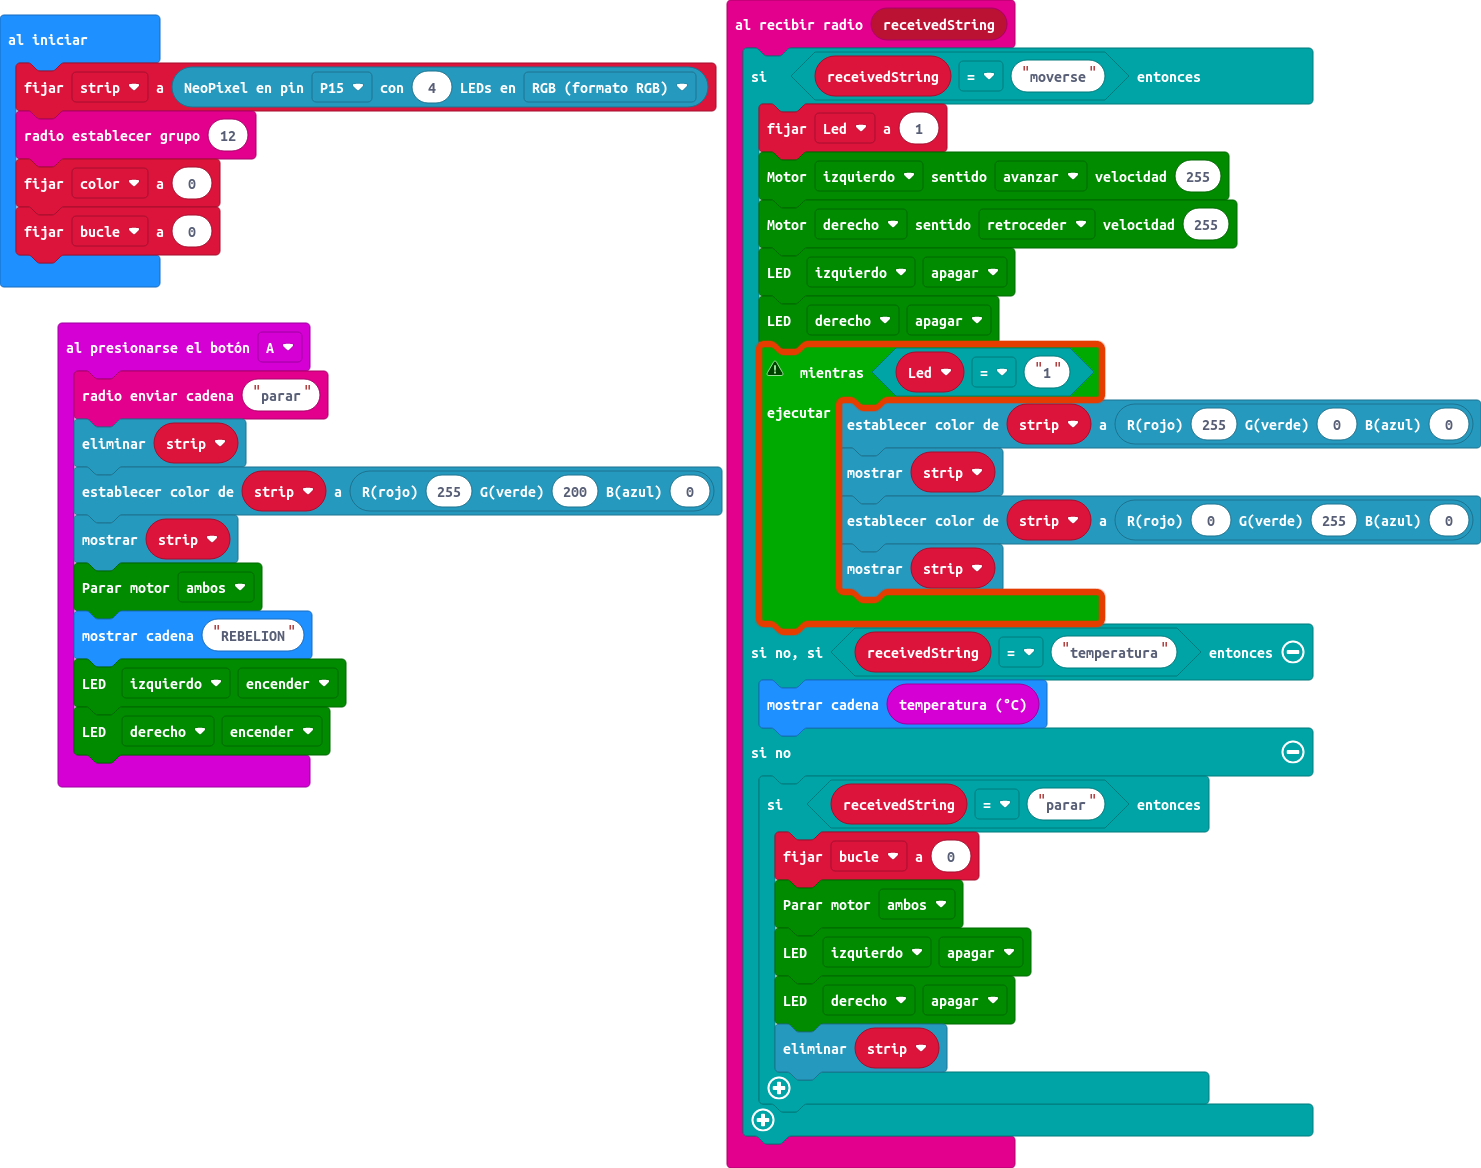 al iniciar
fijar strip a NeoPixel en pin P15 con 4 LEDs en RGB (formato RGB)
radio establecer grupo 12
fijar color a 0
fijar bucle a 0
al presionarse el botón A
radio enviar cadena "parar"
eliminar strip
establecer color de strip a R(rojo) 255 G(verde) 200 B(azul) 0
mostrar strip
Parar motor ambos
mostrar cadena "REBELION"
LED izquierdo encender
LED derecho encender
al recibir radio receivedString
si receivedString = "moverse" entonces
fijar Led a 1
Motor izquierdo sentido avanzar velocidad 255
Motor derecho sentido retroceder velocidad 255
LED izquierdo apagar
LED derecho apagar
mientras Led = "1"
ejecutar
establecer color de strip a R(rojo) 255 G(verde) 0 B(azul) 0
mostrar strip
establecer color de strip a R(rojo) 0 G(verde) 255 B(azul) 0
mostrar strip
si no, si receivedString = "temperatura" entonces
mostrar cadena temperatura (°C)
si no
si receivedString = "parar" entonces
fijar bucle a 0
Parar motor ambos
LED izquierdo apagar
LED derecho apagar
eliminar strip